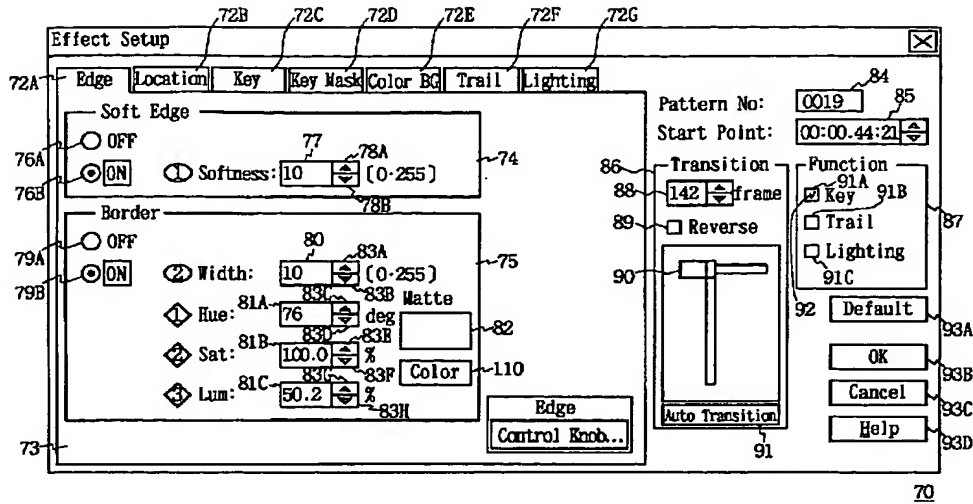 72B 72C 72D 72E 72F 72G
Effect Setup
72A Edge Location Key Key Mask Color BG Trail Lighting
Pattern No: 0019 84
Start Point: 00:00.44:21 85
Soft Edge
76A OFF
76B ON 1 Softness: 10 [0-255] 77 78A 78B 74
Border
79A OFF
79B ON
2 Width: 10 [0-255] 80 83A 83B 75
1 Hue: 76 deg 81A 83C 83D
2 Sat: 100.0 % 81B 83E 83F
3 Lum: 50.2 % 81C 83H
Matte 82
Color 110
Edge
Control Knob...
73
86 Transition
88 142 frame
89 Reverse
90
Auto Transition
91
Function 87
91A Key
91B Trail
Lighting
91C
92
Default 93A
OK 93B
Cancel 93C
Help 93D
70